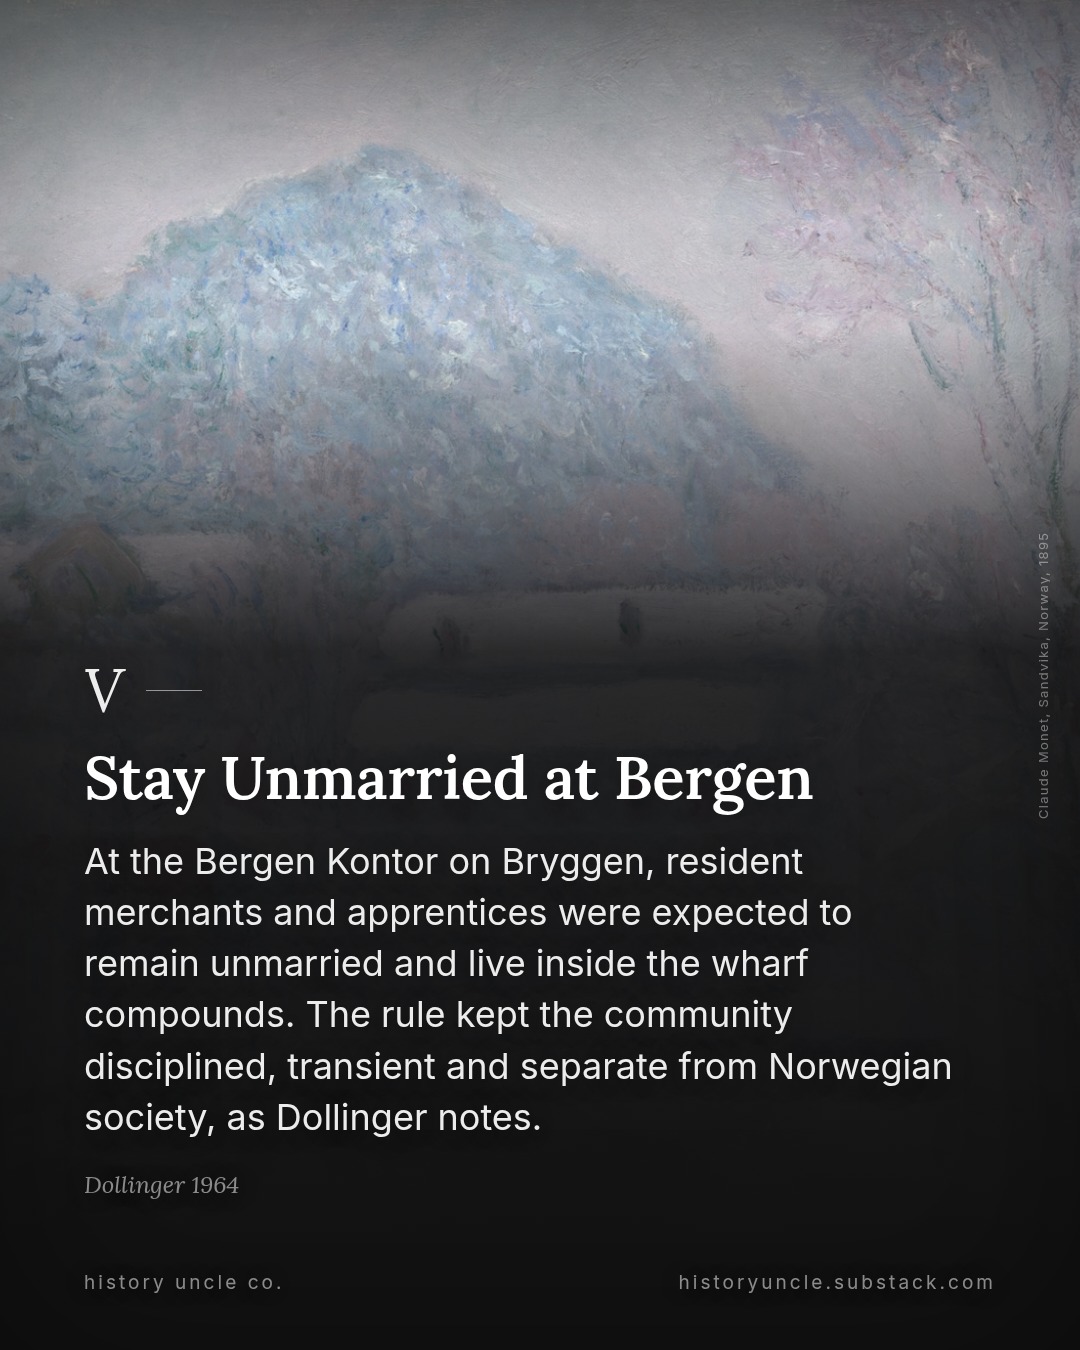 V
Stay Unmarried at Bergen
At the Bergen Kontor on Bryggen, resident
merchants and apprentices were expected to
remain unmarried and live inside the wharf
compounds. The rule kept the community
disciplined, transient and separate from Norwegian
society, as Dollinger notes.
Dollinger 1964
history uncle co.
historyuncle.substack.com
Claude Monet, Sandvika, Norway, 1895